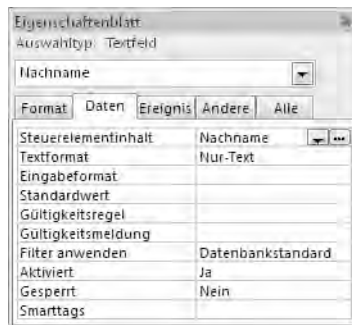 Eigenschaftenblatt
Auswahltyp: Textfeld
Nachname
Format Daten Ereignis Andere Alle
Steuerelementinhalt Nachname
Textformat Nur-Text
Eingabeformat
Standardwert
Gültigkeitsregel
Gültigkeitsmeldung
Filter anwenden Datenbankstandard
Aktiviert Ja
Gesperrt Nein
Smarttags